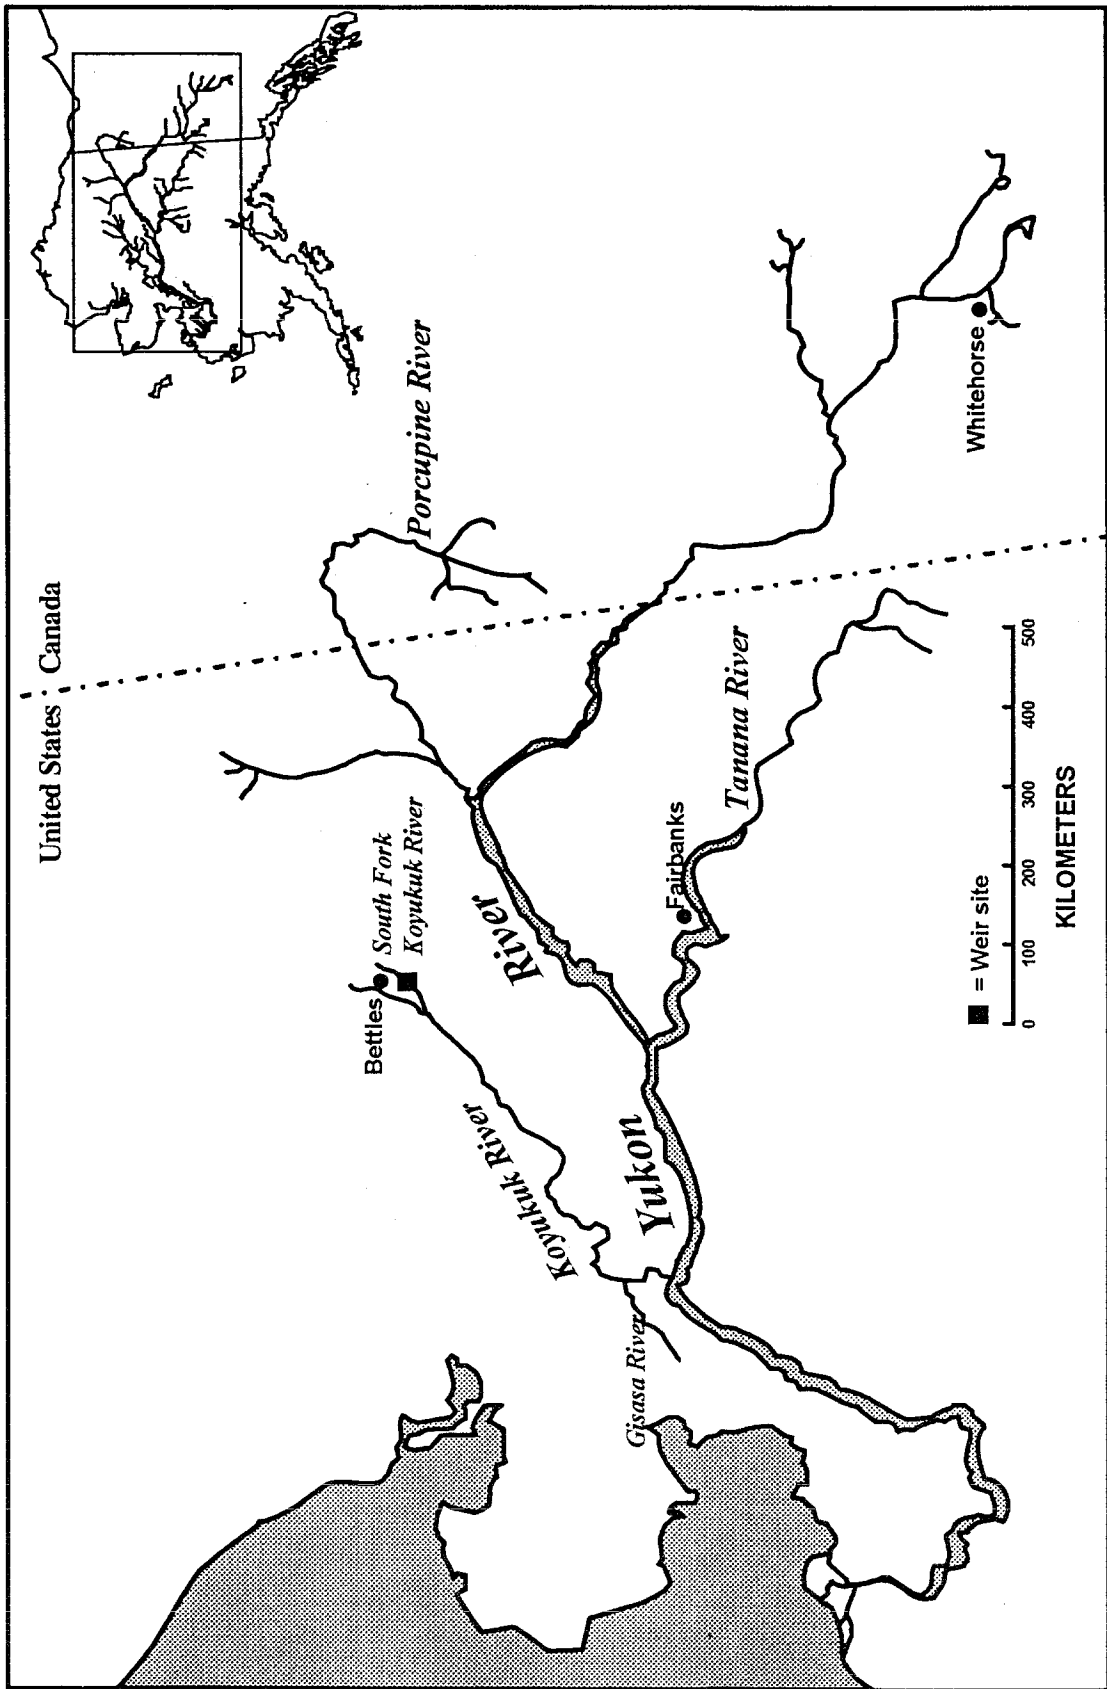 United States Canada
Porcupine River
South Fork
Koyukuk River
Bettles
Koyukuk River
Yukon River
Gisasa River
Fairbanks
Tanana River
Whitehorse
■ = Weir site
0 100 200 300 400 500
KILOMETERS